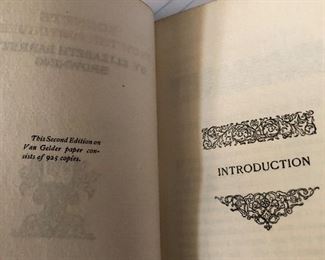 This Second Edition on
Van Gelder paper con-
sists of 925 copies.
INTRODUCTION